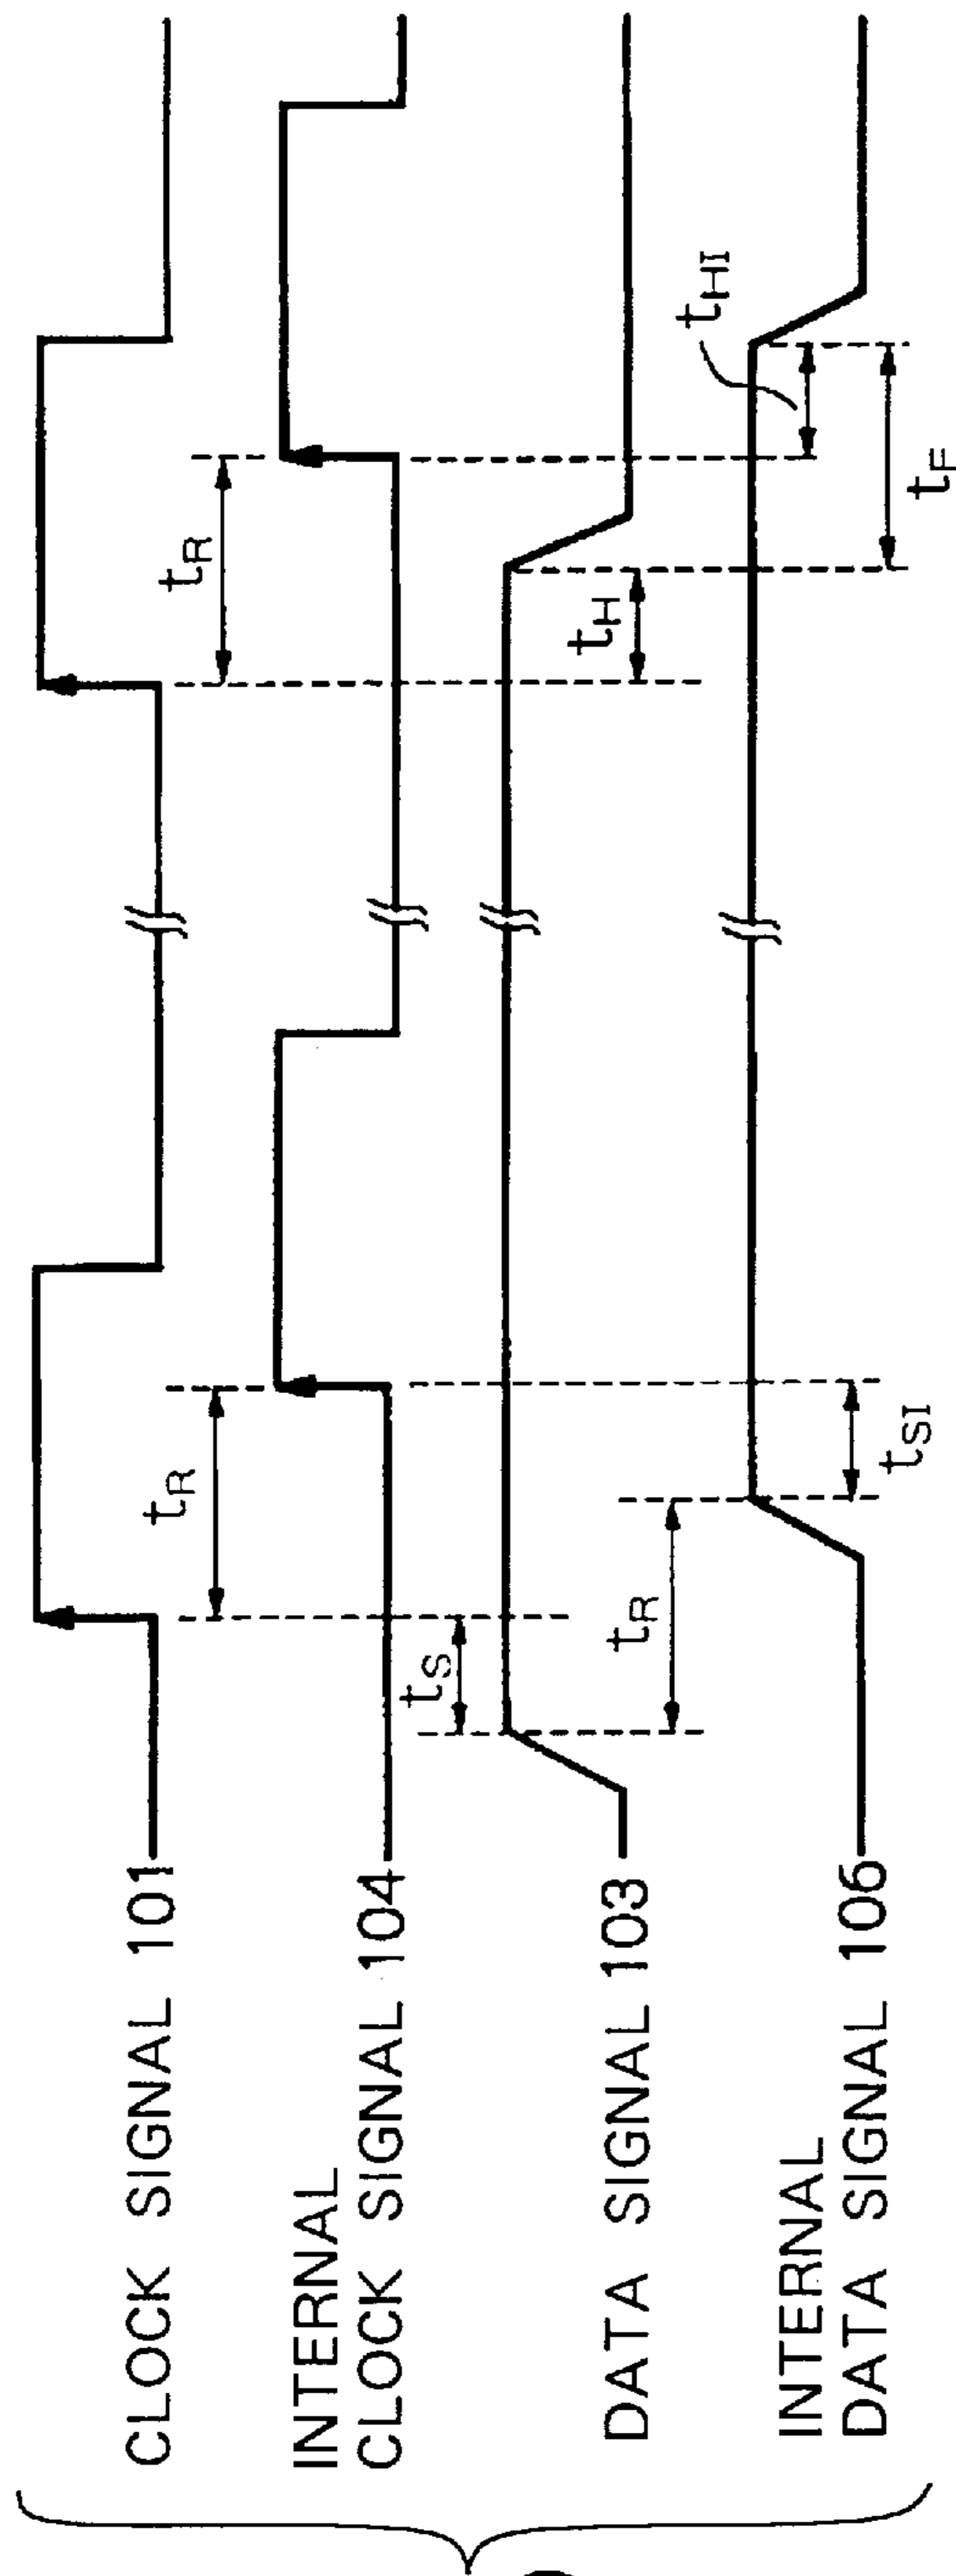 CLOCK SIGNAL 101
INTERNAL
CLOCK SIGNAL 104
DATA SIGNAL 103
INTERNAL
DATA SIGNAL 106
tR
tR
tS
tH
tR
tHI
tSI
tF